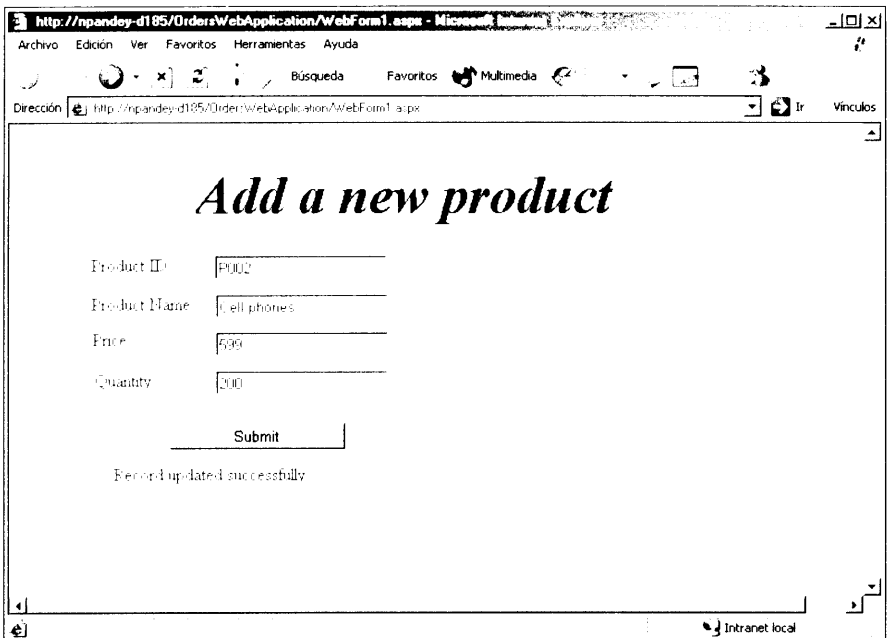 http://npandey-d185/OrdersWebApplication/WebForm1.aspx - Microsoft
Archivo Edición Ver Favoritos Herramientas Ayuda
Búsqueda Favoritos Multimedia
Dirección http://npandey-d185/OrdersWebApplication/WebForm1.aspx Ir Vínculos
Add a new product
Product ID P002
Product Name Cell phones
Price 599
Quantity 200
Submit
Record updated successfully
Intranet local